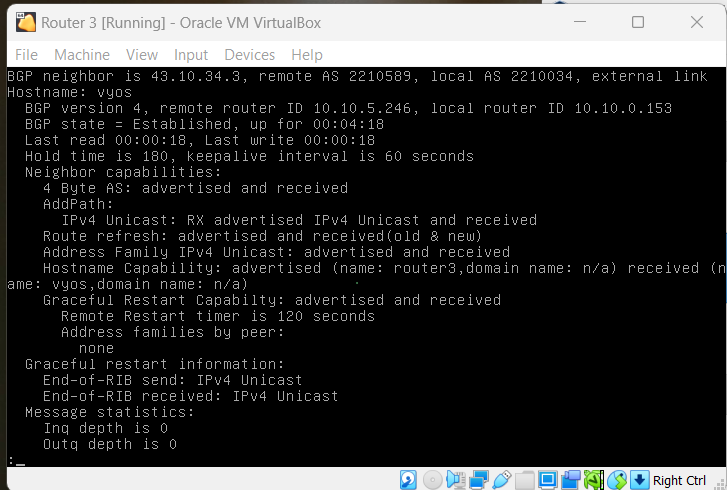 Router 3 [Running] - Oracle VM VirtualBox
File Machine View Input Devices Help
BGP neighbor is 43.10.34.3, remote AS 2210589, local AS 2210034, external link
Hostname: vyos
BGP version 4, remote router ID 10.10.5.246, local router ID 10.10.0.153
BGP state = Established, up for 00:04:18
Last read 00:00:18, Last write 00:00:18
Hold time is 180, keepalive interval is 60 seconds
Neighbor capabilities:
4 Byte AS: advertised and received
AddPath:
IPv4 Unicast: RX advertised IPv4 Unicast and received
Route refresh: advertised and received(old & new)
Address Family IPv4 Unicast: advertised and received
Hostname Capability: advertised (name: router3,domain name: n/a) received (n
ame: vyos,domain name: n/a)
Graceful Restart Capabilty: advertised and received
Remote Restart timer is 120 seconds
Address families by peer:
none
Graceful restart information:
End-of-RIB send: IPv4 Unicast
End-of-RIB received: IPv4 Unicast
Message statistics:
Inq depth is 0
Outq depth is 0
:_
Right Ctrl